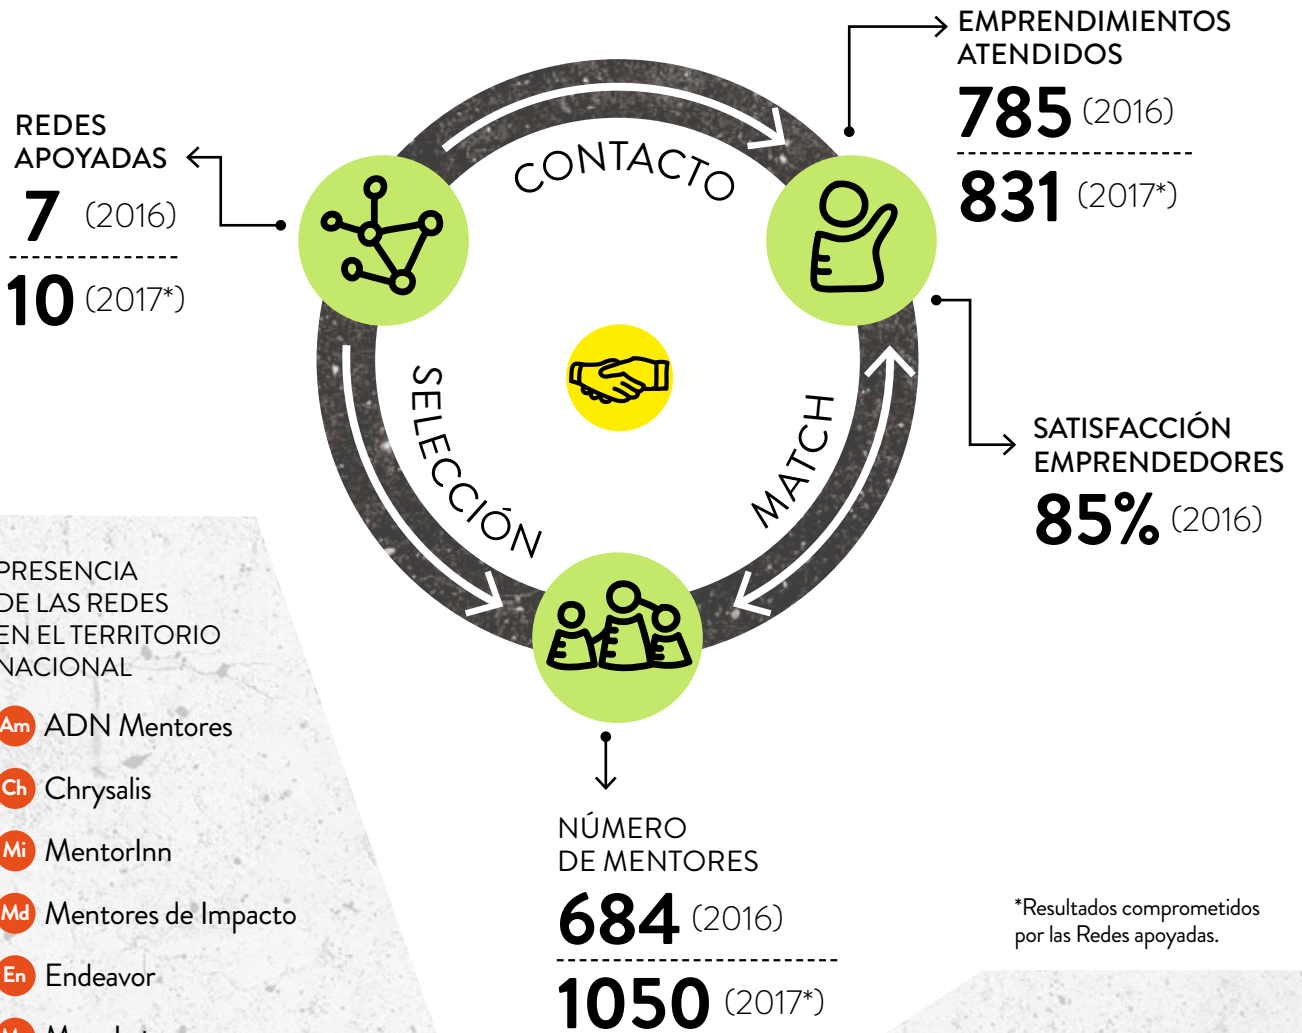 EMPRENDIMIENTOS
ATENDIDOS
785 (2016)
831 (2017*)
REDES
APOYADAS
7 (2016)
10 (2017*)
CONTACTO
SELECCIÓN
MATCH
SATISFACCIÓN
EMPRENDEDORES
85% (2016)
PRESENCIA
DE LAS REDES
EN EL TERRITORIO
NACIONAL
Am ADN Mentores
Ch Chrysalis
Mi MentorInn
Md Mentores de Impacto
En Endeavor
NÚMERO
DE MENTORES
684 (2016)
1050 (2017*)
*Resultados comprometidos
por las Redes apoyadas.